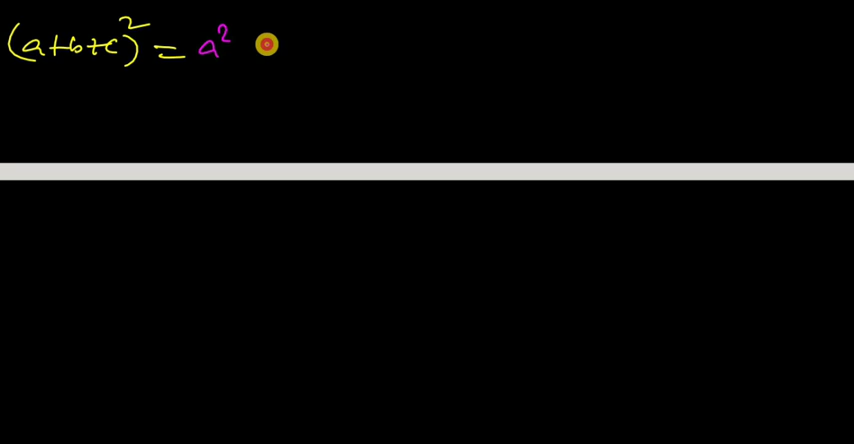 (a+b+c)² = a²